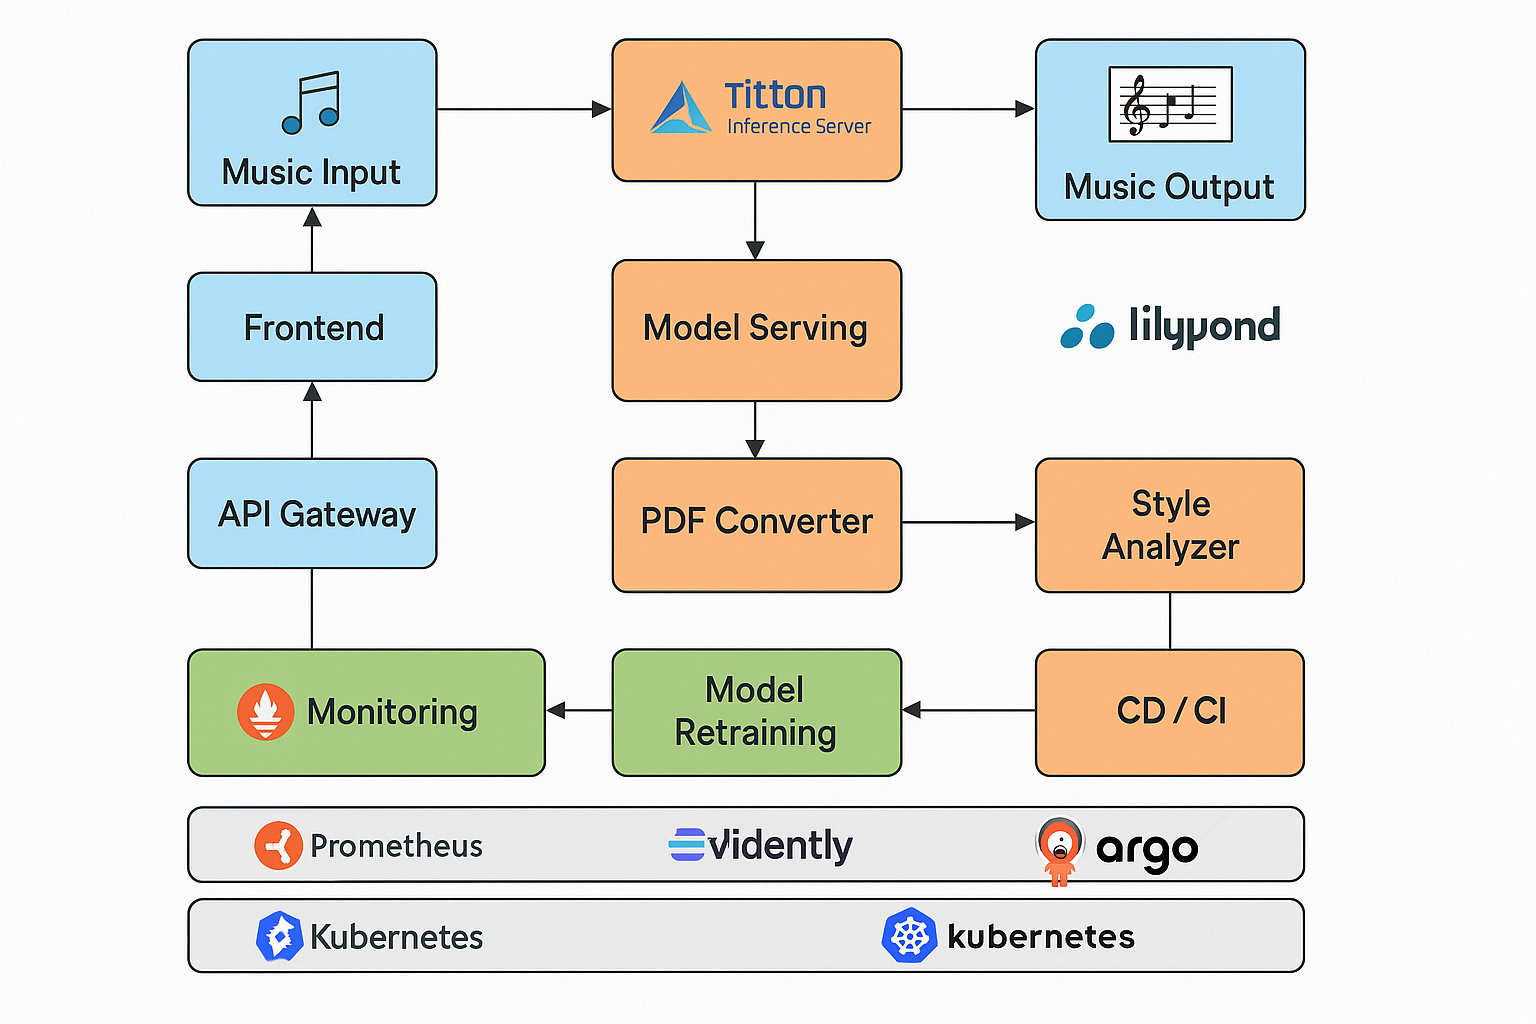 Music Input
Titton
Inference Server
Music Output
Frontend
Model Serving
lilypond
API Gateway
PDF Converter
Style
Analyzer
Monitoring
Model
Retraining
CD / CI
Prometheus
vidently
argo
Kubernetes
kubernetes